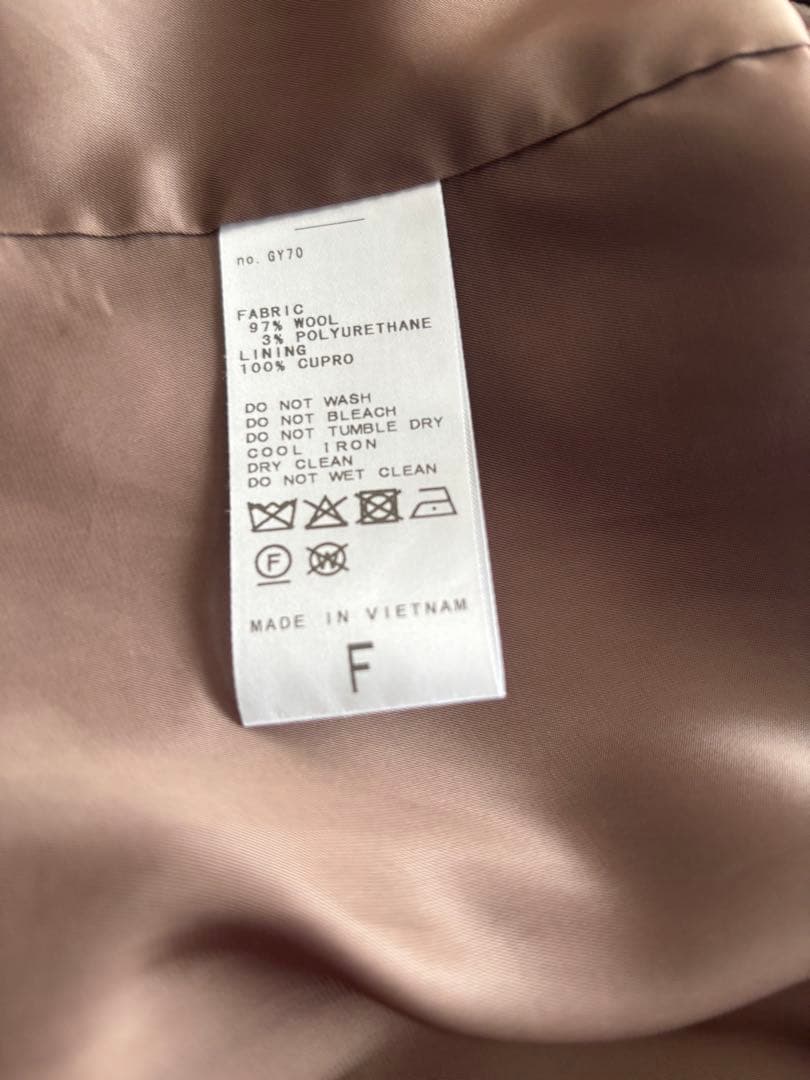 no. GY70
FABRIC
97% WOOL
3% POLYURETHANE
LINING
100% CUPRO
DO NOT WASH
DO NOT BLEACH
DO NOT TUMBLE DRY
COOL IRON
DRY CLEAN
DO NOT WET CLEAN
F W
MADE IN VIETNAM
F